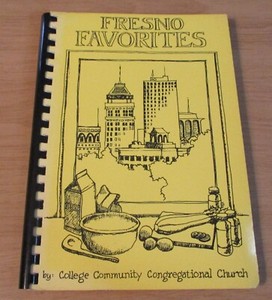 FRESNO
FAVORITES
by: College Community Congregational Church